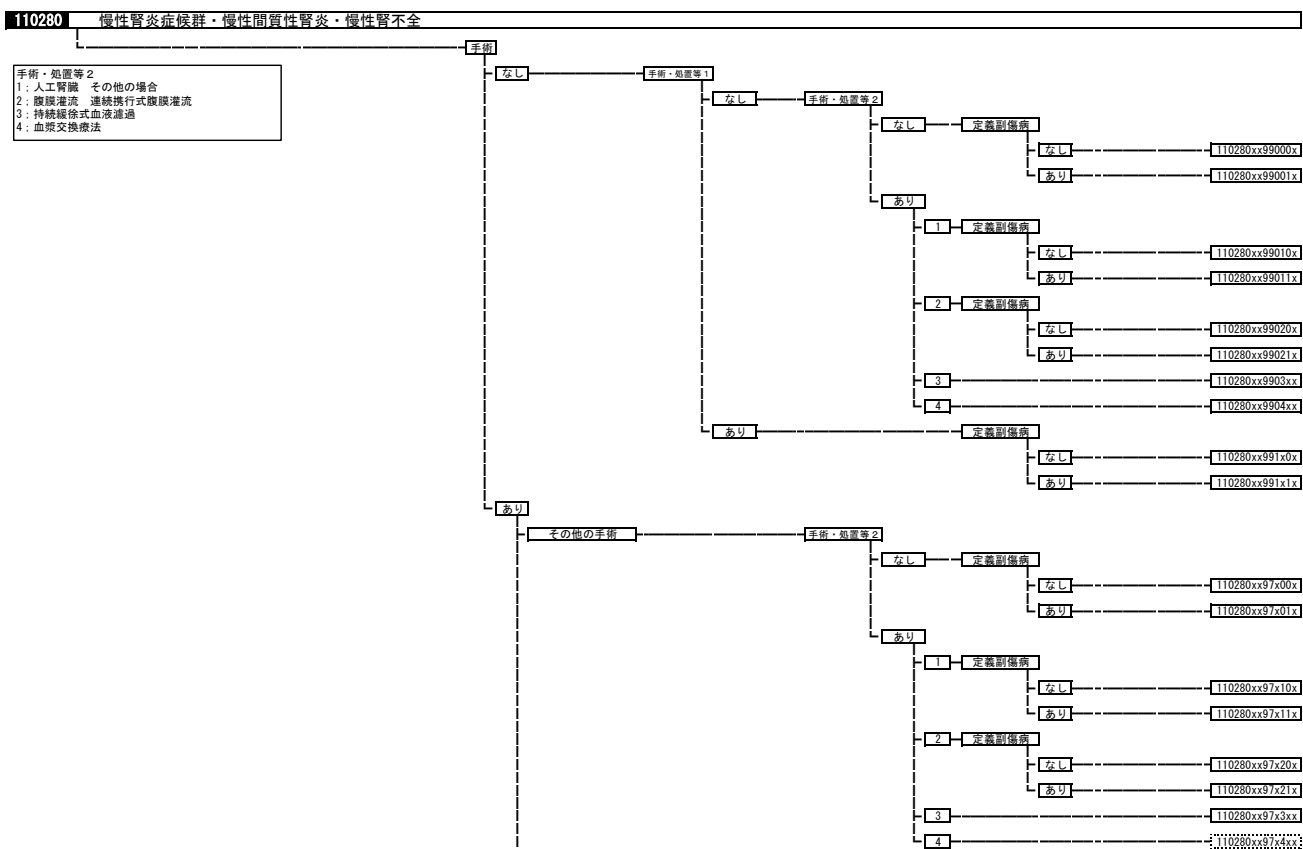 110280 慢性腎炎症候群・慢性間質性腎炎・慢性腎不全
手術
手術・処置等２
1；人工腎臓　その他の場合
2；腹膜灌流　連続携行式腹膜灌流
3；持続緩徐式血液濾過
4；血漿交換療法
なし 手術・処置等１
なし 手術・処置等２
なし 定義副傷病
なし 110280xx99000x
あり 110280xx99001x
あり
1 定義副傷病
なし 110280xx99010x
あり 110280xx99011x
2 定義副傷病
なし 110280xx99020x
あり 110280xx99021x
3 110280xx9903xx
4 110280xx9904xx
あり 定義副傷病
なし 110280xx991x0x
あり 110280xx991x1x
あり
その他の手術 手術・処置等２
なし 定義副傷病
なし 110280xx97x00x
あり 110280xx97x01x
あり
1 定義副傷病
なし 110280xx97x10x
あり 110280xx97x11x
2 定義副傷病
なし 110280xx97x20x
あり 110280xx97x21x
3 110280xx97x3xx
4 110280xx97x4xx